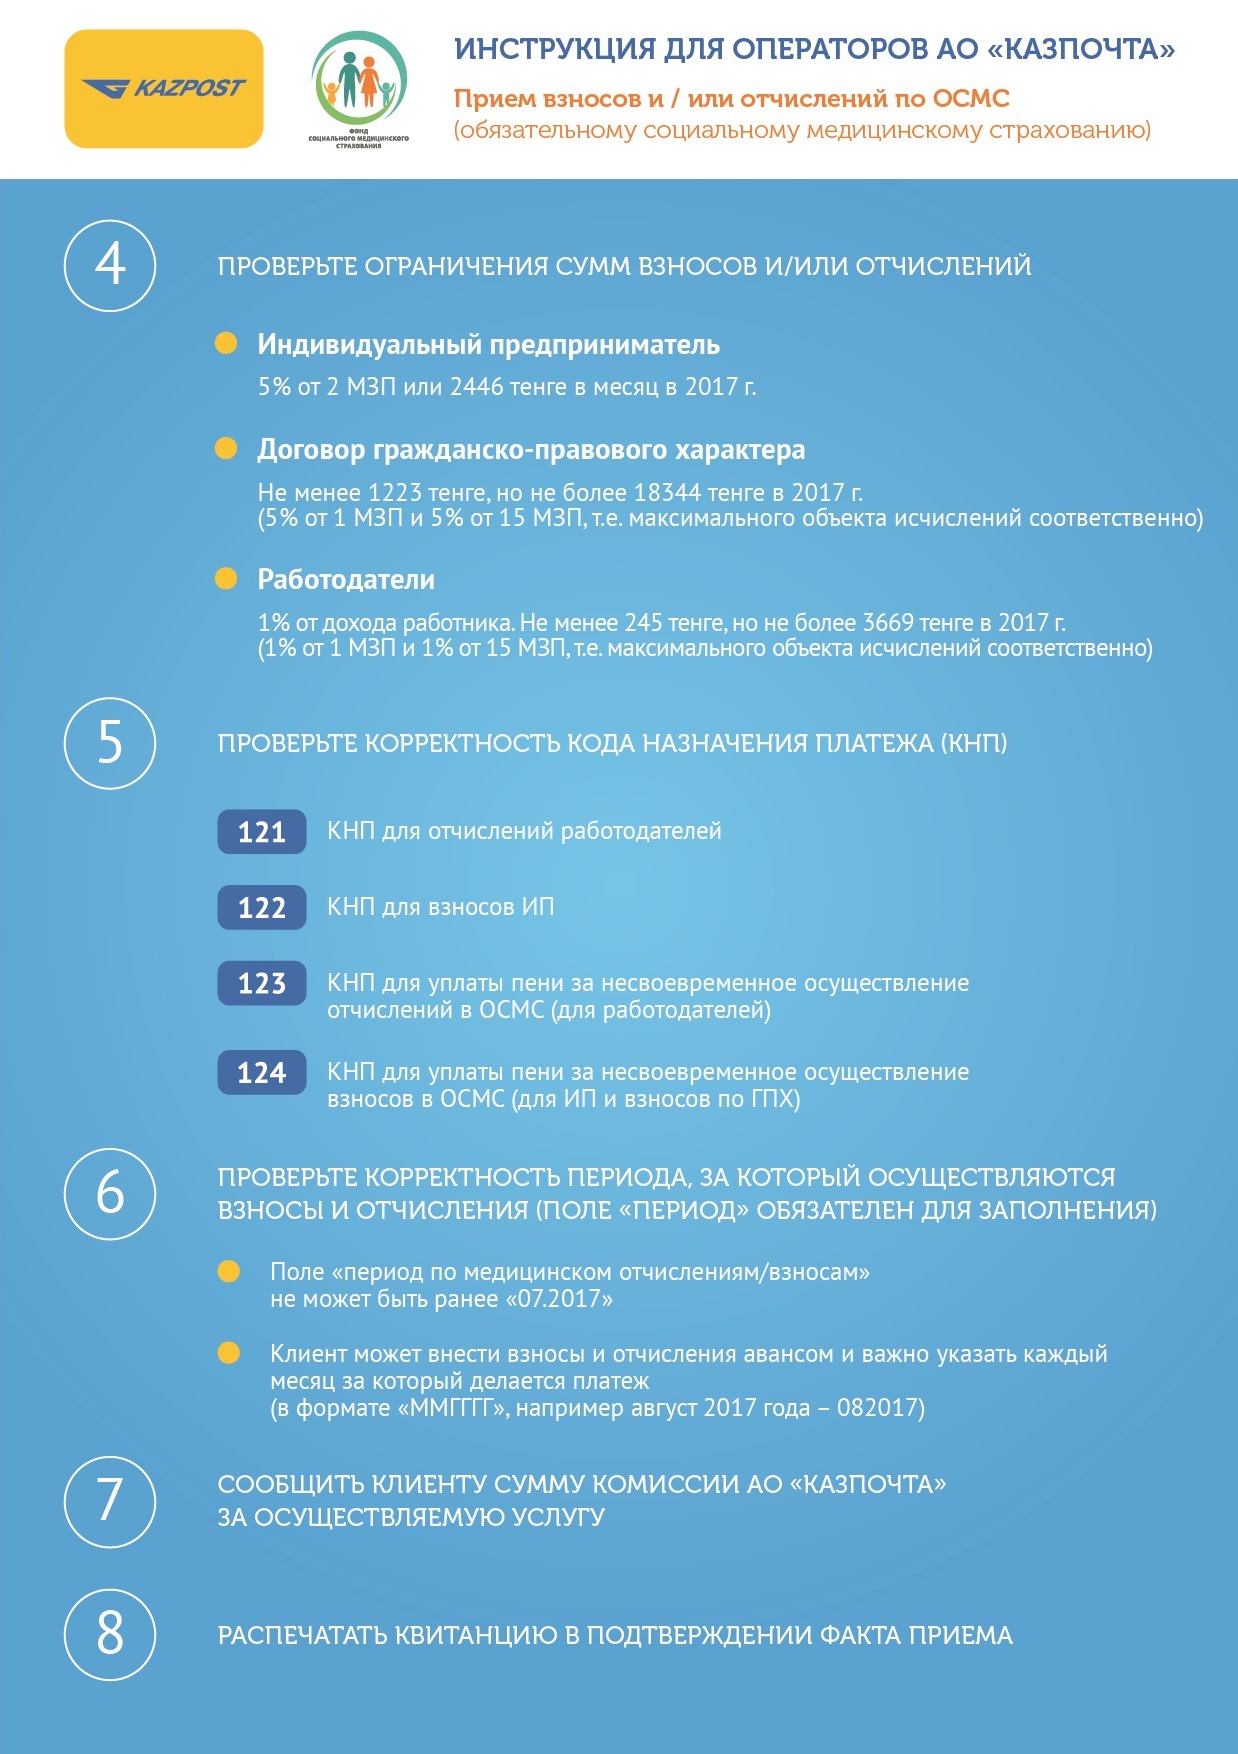 KAZPOST
ФОНД
СОЦИАЛЬНОГО МЕДИЦИНСКОГО
СТРАХОВАНИЯ
ИНСТРУКЦИЯ ДЛЯ ОПЕРАТОРОВ АО «КАЗПОЧТА»
Прием взносов и / или отчислений по ОСМС
(обязательному социальному медицинскому страхованию)
4
ПРОВЕРЬТЕ ОГРАНИЧЕНИЯ СУММ ВЗНОСОВ И/ИЛИ ОТЧИСЛЕНИЙ
Индивидуальный предприниматель
5% от 2 МЗП или 2446 тенге в месяц в 2017 г.
Договор гражданско-правового характера
Не менее 1223 тенге, но не более 18344 тенге в 2017 г.
(5% от 1 МЗП и 5% от 15 МЗП, т.е. максимального объекта исчислений соответственно)
Работодатели
1% от дохода работника. Не менее 245 тенге, но не более 3669 тенге в 2017 г.
(1% от 1 МЗП и 1% от 15 МЗП, т.е. максимального объекта исчислений соответственно)
5
ПРОВЕРЬТЕ КОРРЕКТНОСТЬ КОДА НАЗНАЧЕНИЯ ПЛАТЕЖА (КНП)
121 КНП для отчислений работодателей
122 КНП для взносов ИП
123 КНП для уплаты пени за несвоевременное осуществление
отчислений в ОСМС (для работодателей)
124 КНП для уплаты пени за несвоевременное осуществление
взносов в ОСМС (для ИП и взносов по ГПХ)
6
ПРОВЕРЬТЕ КОРРЕКТНОСТЬ ПЕРИОДА, ЗА КОТОРЫЙ ОСУЩЕСТВЛЯЮТСЯ
ВЗНОСЫ И ОТЧИСЛЕНИЯ (ПОЛЕ «ПЕРИОД» ОБЯЗАТЕЛЕН ДЛЯ ЗАПОЛНЕНИЯ)
Поле «период по медицинском отчислениям/взносам»
не может быть ранее «07.2017»
Клиент может внести взносы и отчисления авансом и важно указать каждый
месяц за который делается платеж
(в формате «ММГГГГ», например август 2017 года – 082017)
7
СООБЩИТЬ КЛИЕНТУ СУММУ КОМИССИИ АО «КАЗПОЧТА»
ЗА ОСУЩЕСТВЛЯЕМУЮ УСЛУГУ
8
РАСПЕЧАТАТЬ КВИТАНЦИЮ В ПОДТВЕРЖДЕНИИ ФАКТА ПРИЕМА